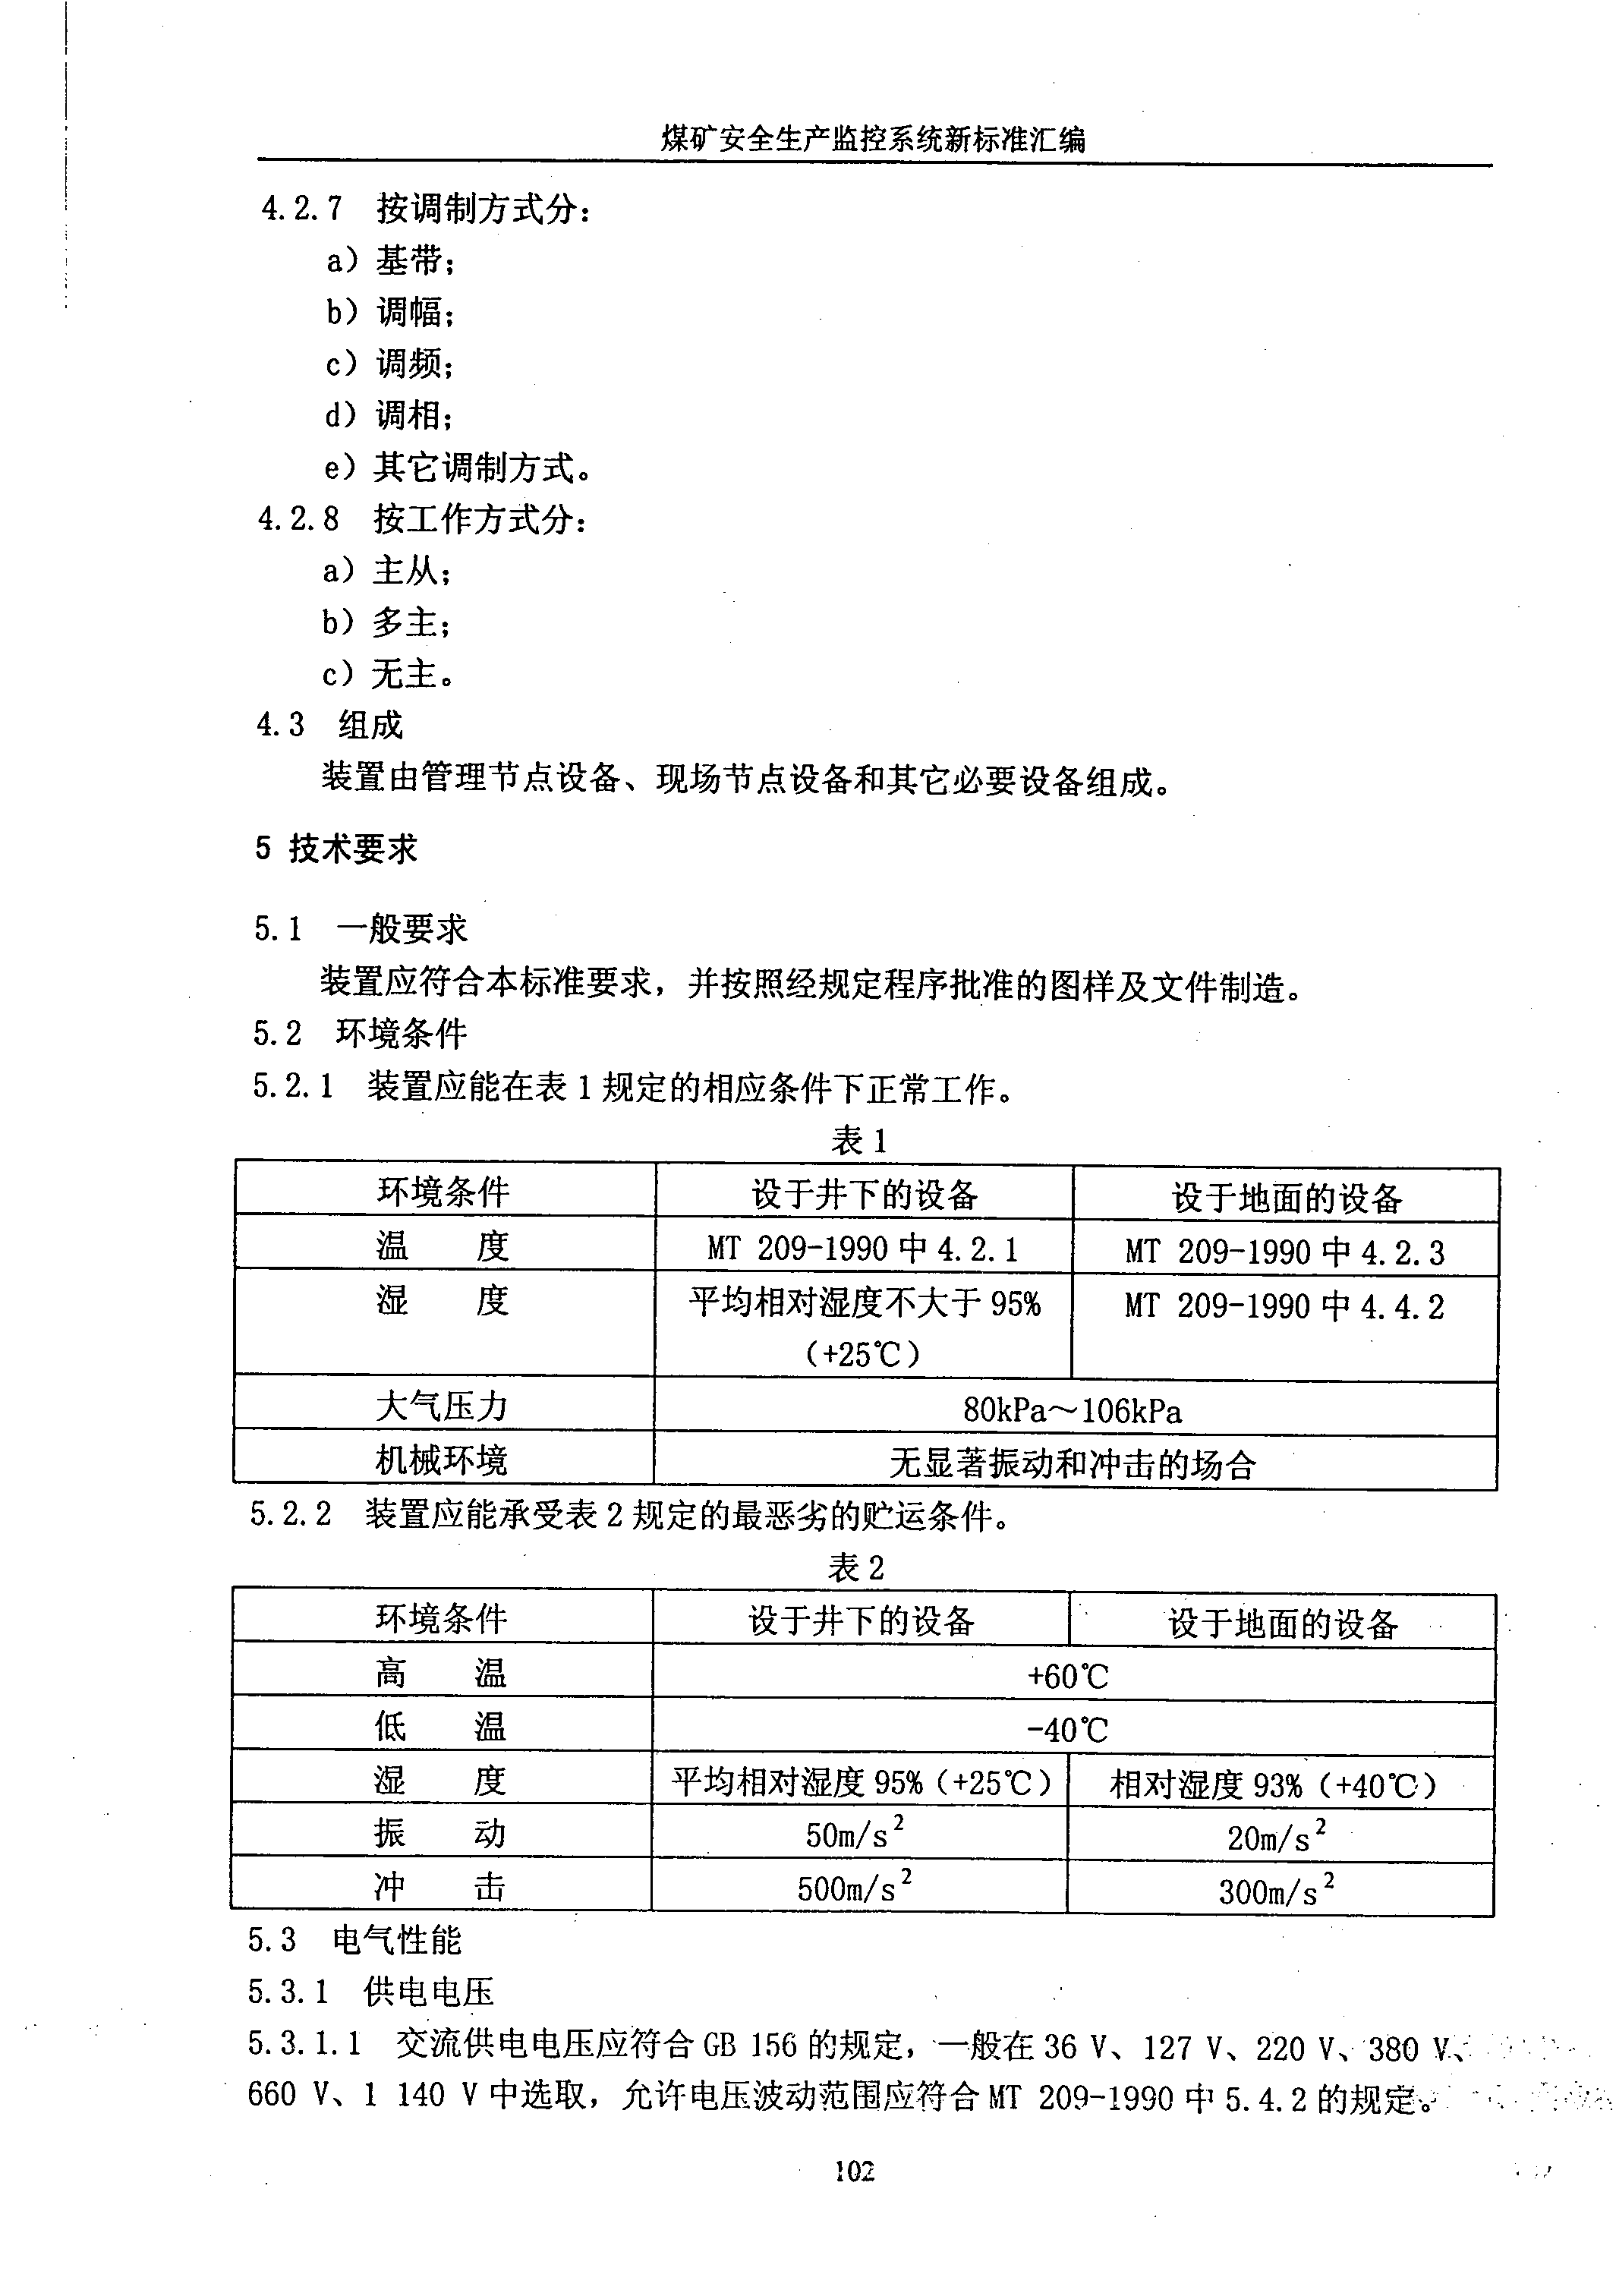 煤矿安全生产监控系统新标准汇编
4.2.7 按调制方式分：
a）基带；
b）调幅；
c）调频；
d）调相；
e）其它调制方式。
4.2.8 按工作方式分：
a）主从；
b）多主；
c）无主。
4.3 组成
装置由管理节点设备、现场节点设备和其它必要设备组成。
5 技术要求
5.1 一般要求
装置应符合本标准要求，并按照经规定程序批准的图样及文件制造。
5.2 环境条件
5.2.1 装置应能在表 1 规定的相应条件下正常工作。
表 1
环境条件 设于井下的设备 设于地面的设备
温 度 MT 209-1990 中 4.2.1 MT 209-1990 中 4.2.3
湿 度 平均相对湿度不大于 95% MT 209-1990 中 4.4.2
（+25℃）
大气压力 80kPa～106kPa
机械环境 无显著振动和冲击的场合
5.2.2 装置应能承受表 2 规定的最恶劣的贮运条件。
表 2
环境条件 设于井下的设备 设于地面的设备
高 温 +60℃
低 温 -40℃
湿 度 平均相对湿度 95%（+25℃） 相对湿度 93%（+40℃）
振 动 50m/s² 20m/s²
冲 击 500m/s² 300m/s²
5.3 电气性能
5.3.1 供电电压
5.3.1.1 交流供电电压应符合 GB 156 的规定，一般在 36 V、127 V、220 V、380 V、
660 V、1 140 V 中选取，允许电压波动范围应符合 MT 209-1990 中 5.4.2 的规定。
102